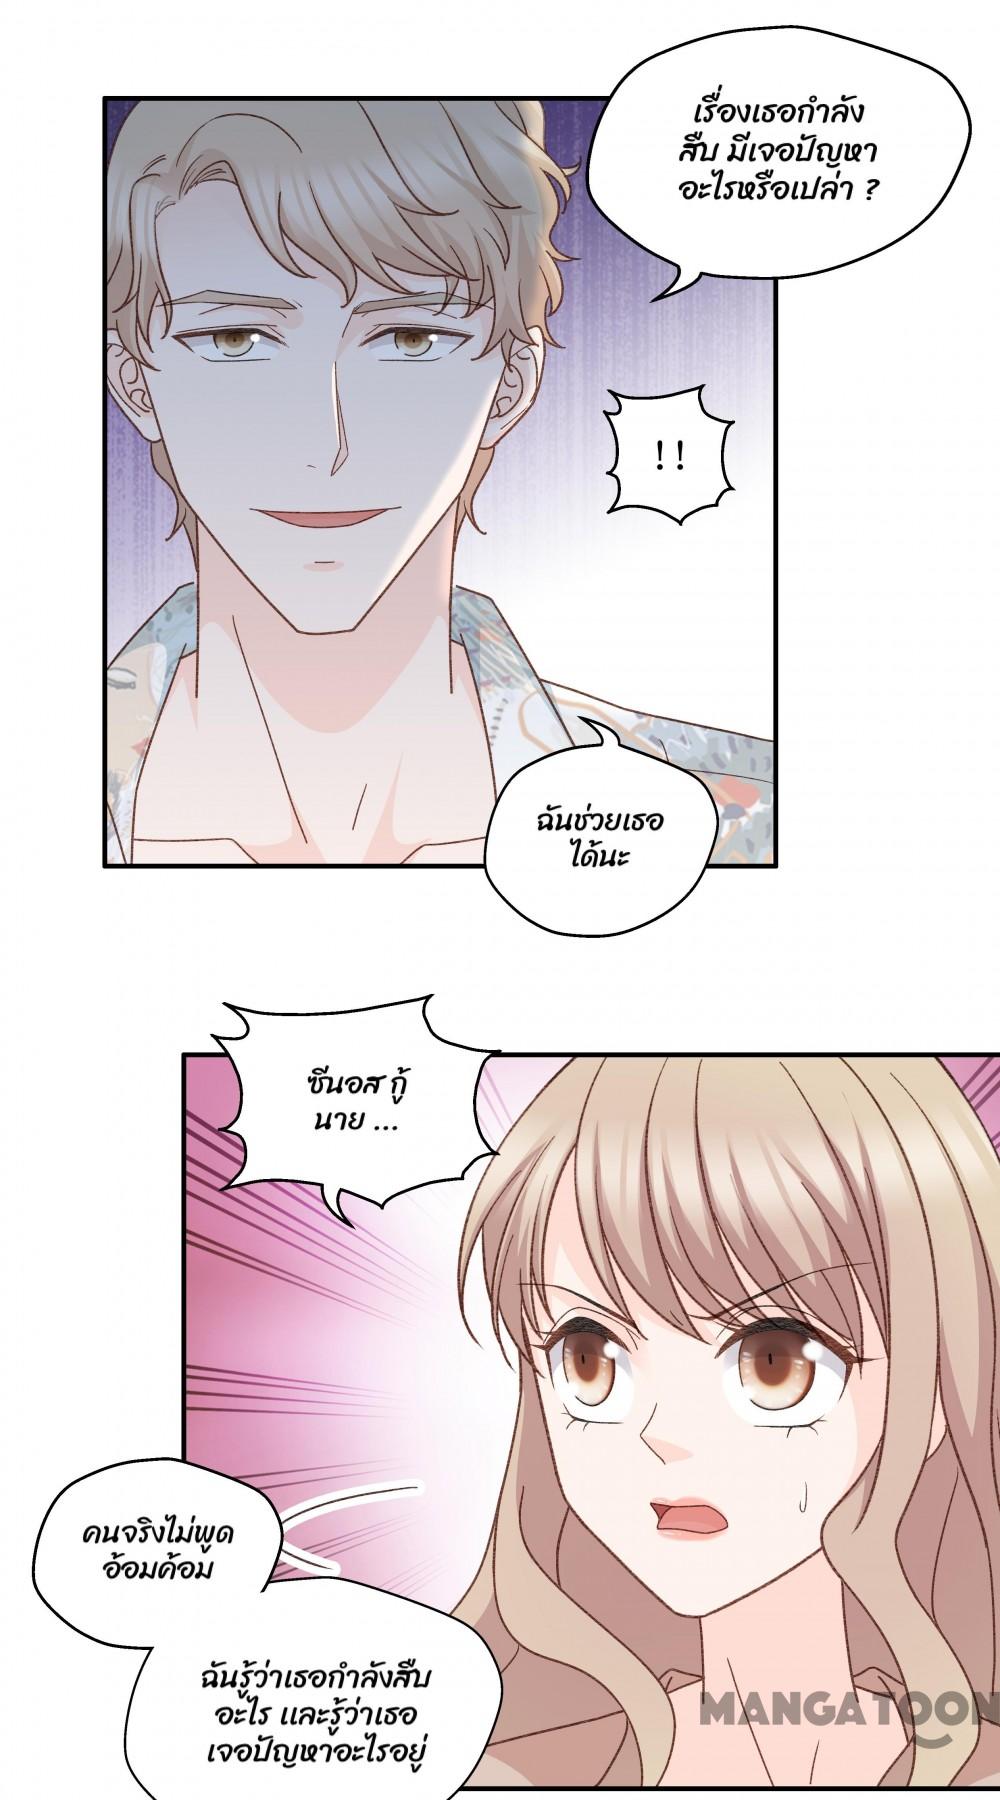 เรื่องเธอกำลัง
สืบ มีเจอปัญหา
อะไรหรือเปล่า ?
! !
ฉันช่วยเธอ
ได้นะ
ซีนอส กู้
นาย ...
คนจริงไม่พูด
อ้อมค้อม
ฉันรู้ว่าเธอกำลังสืบ
อะไร และรู้ว่าเธอ
เจอปัญหาอะไรอยู่
MANGATOON